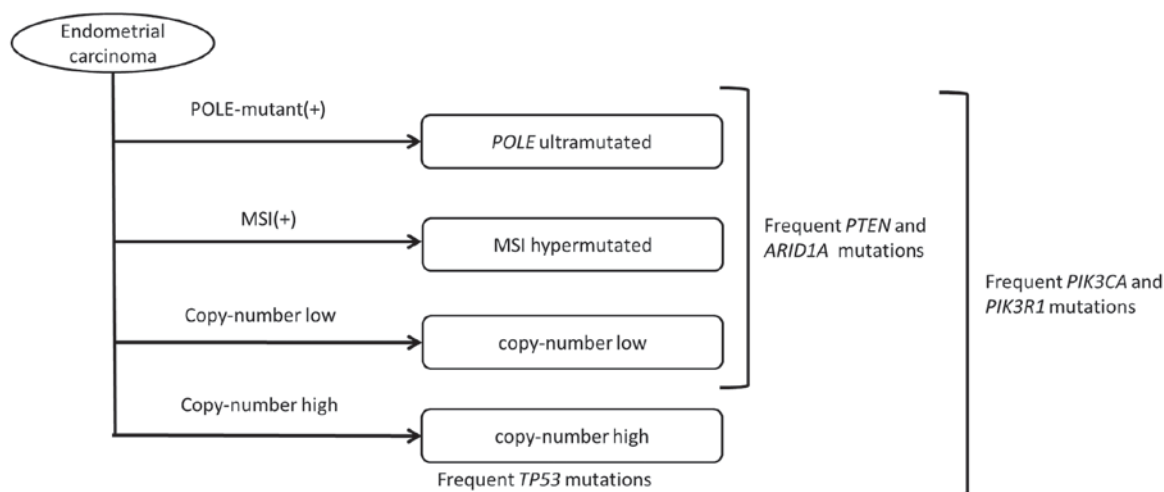 Endometrial
carcinoma
POLE-mutant(+)
POLE ultramutated
MSI(+)
MSI hypermutated
Copy-number low
copy-number low
Copy-number high
copy-number high
Frequent TP53 mutations
Frequent PTEN and
ARID1A mutations
Frequent PIK3CA and
PIK3R1 mutations